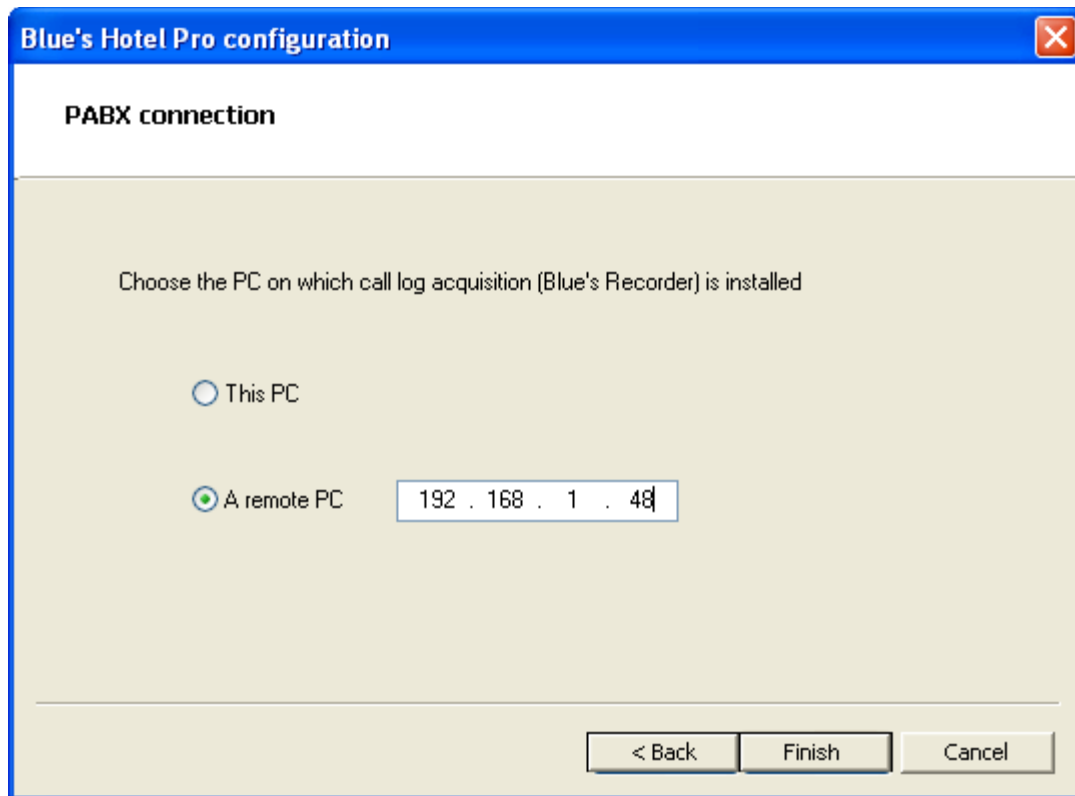 Blue's Hotel Pro configuration
PABX connection
Choose the PC on which call log acquisition (Blue's Recorder) is installed
This PC
A remote PC 192 . 168 . 1 . 48
< Back Finish Cancel